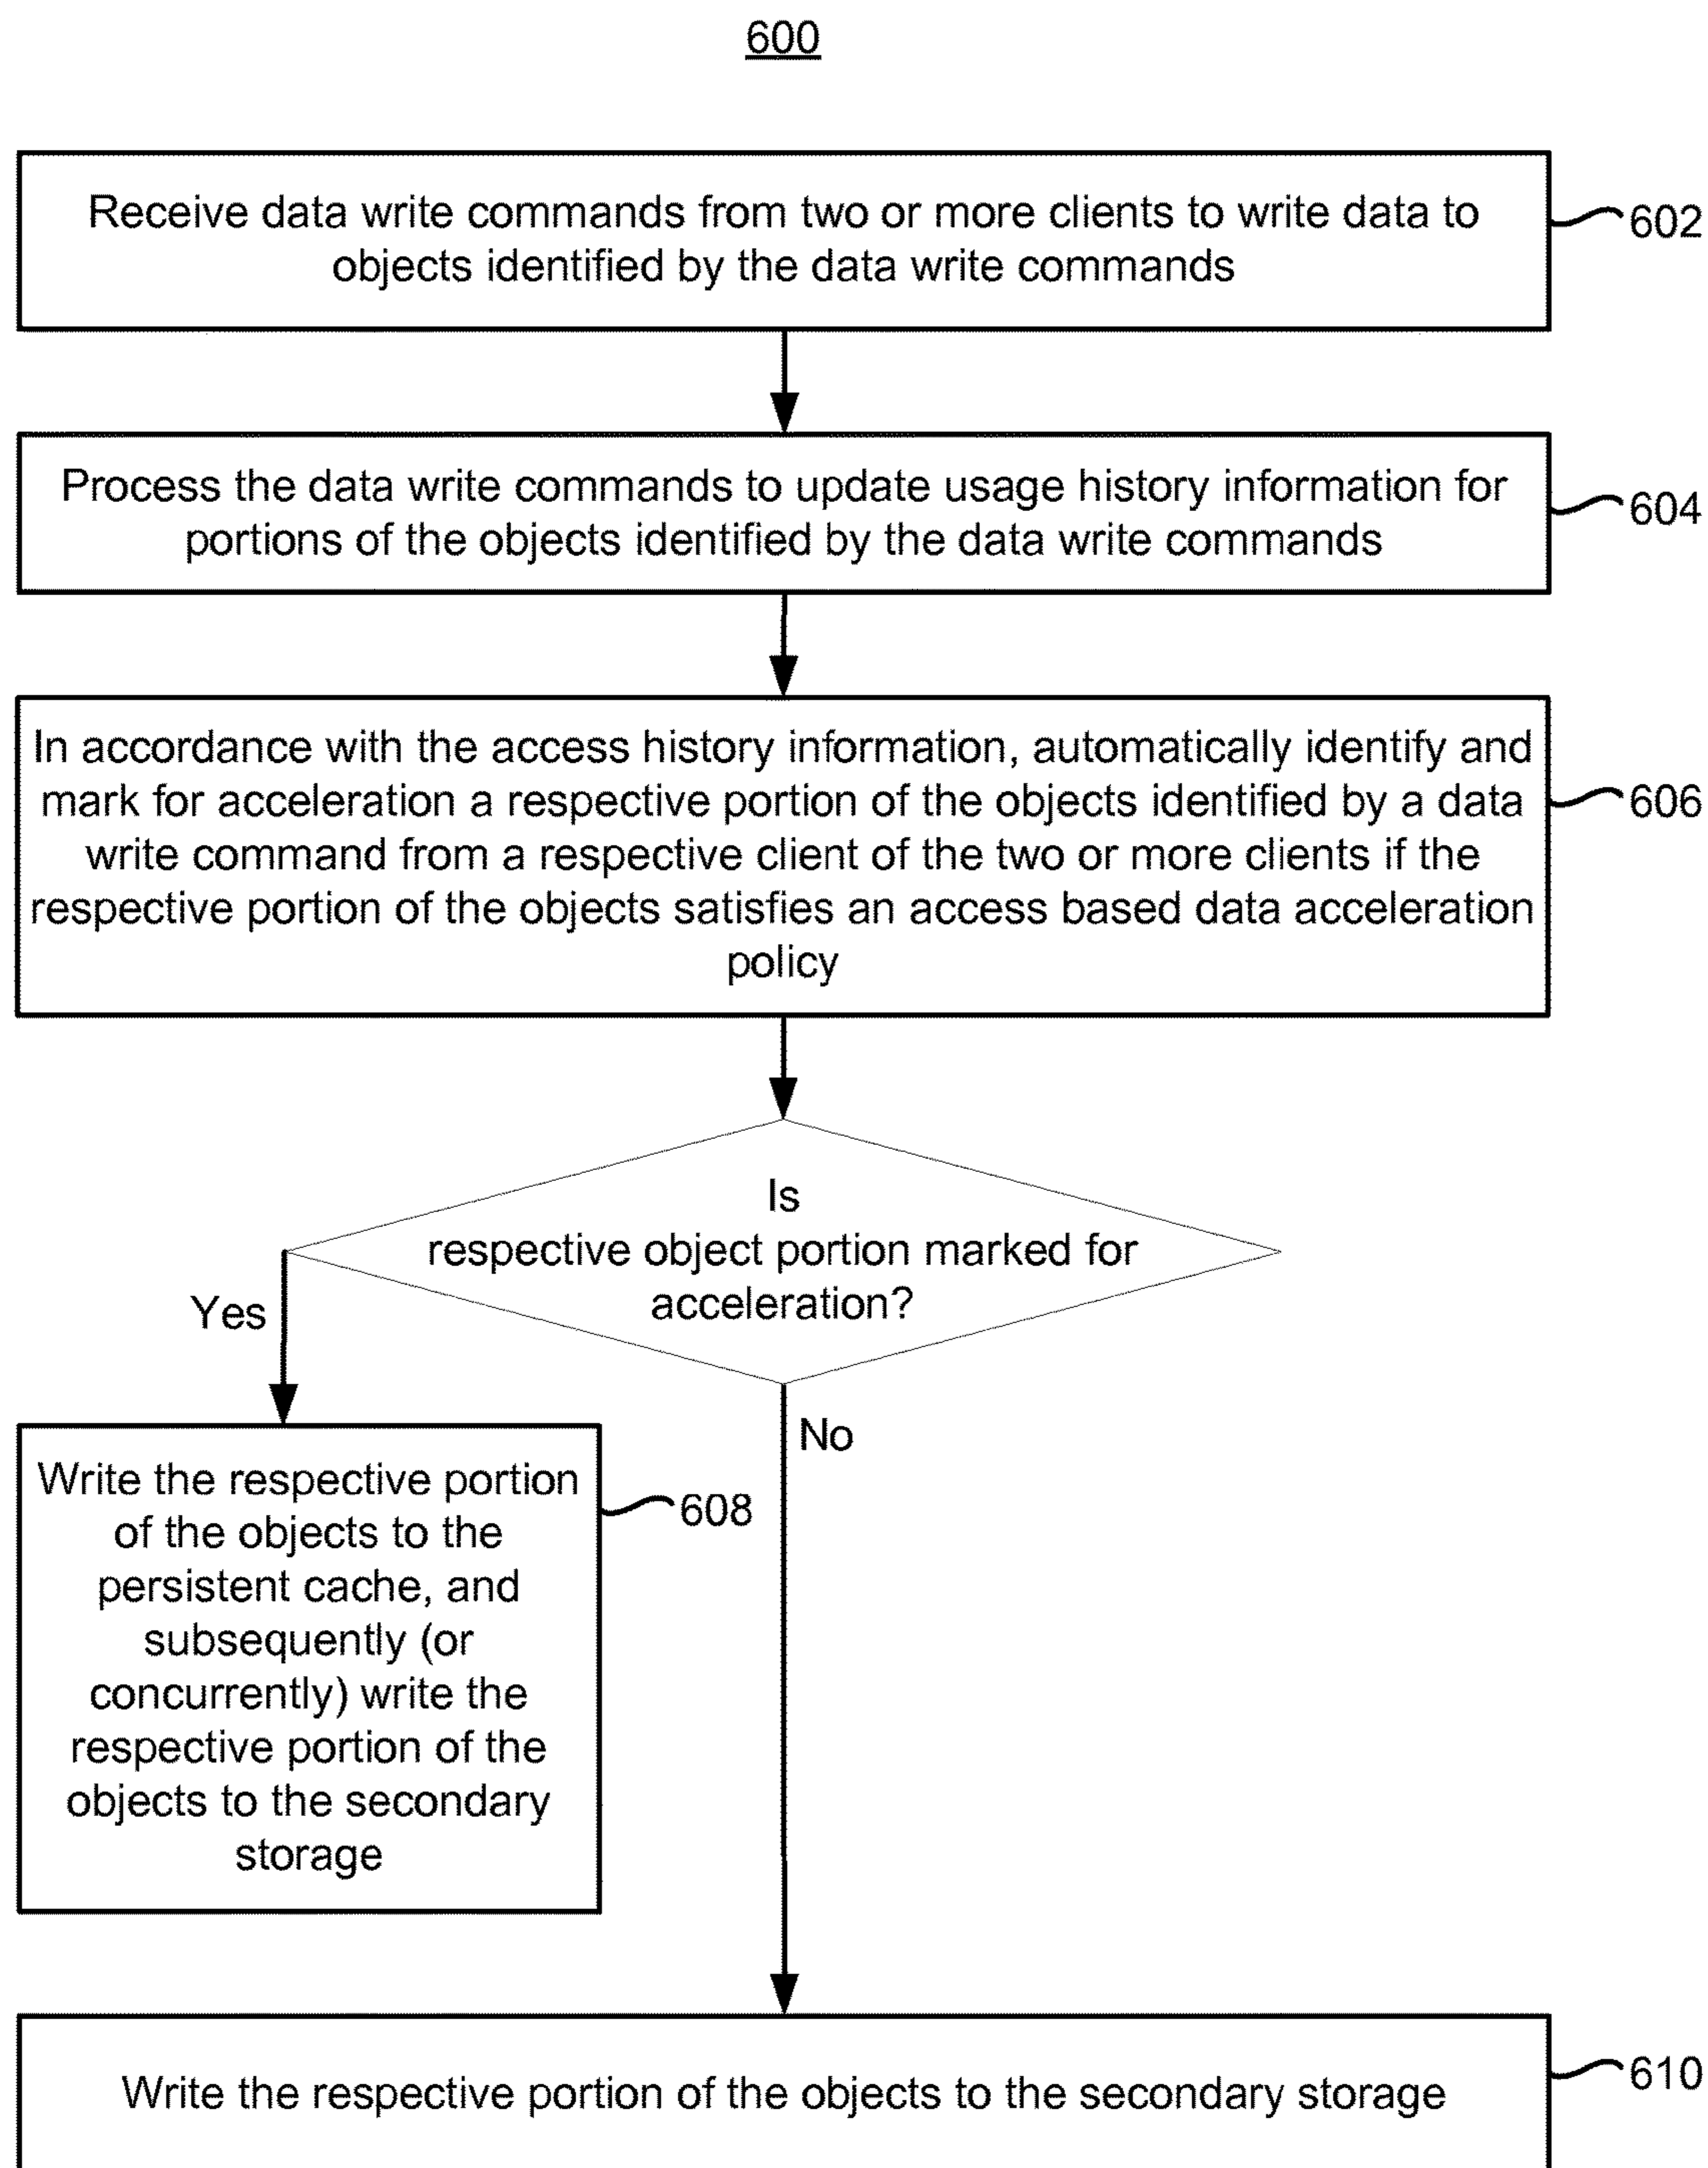 600
Receive data write commands from two or more clients to write data to
objects identified by the data write commands
602
Process the data write commands to update usage history information for
portions of the objects identified by the data write commands
604
In accordance with the access history information, automatically identify and
mark for acceleration a respective portion of the objects identified by a data
write command from a respective client of the two or more clients if the
respective portion of the objects satisfies an access based data acceleration
policy
606
Is
respective object portion marked for
acceleration?
Yes
No
Write the respective portion
of the objects to the
persistent cache, and
subsequently (or
concurrently) write the
respective portion of the
objects to the secondary
storage
608
Write the respective portion of the objects to the secondary storage
610